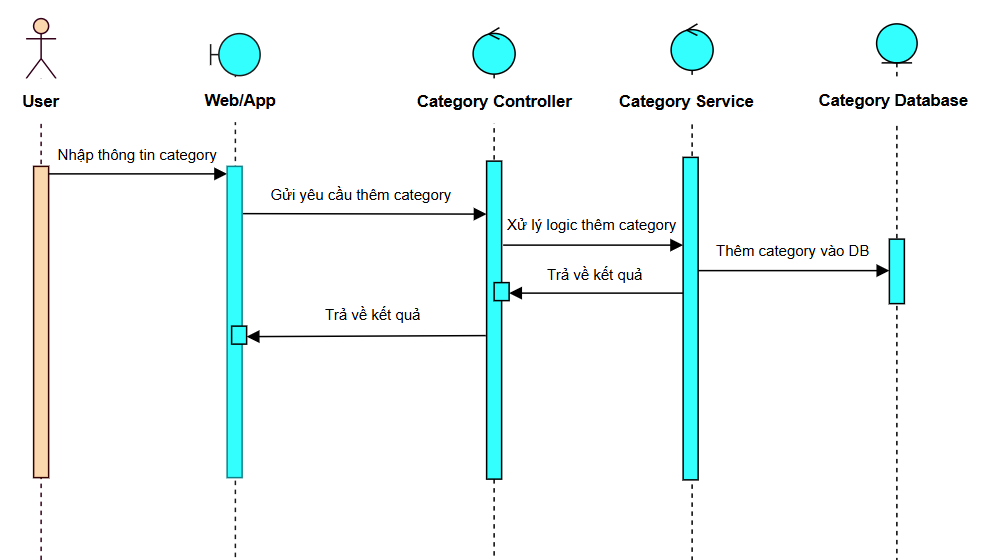 User
Web/App
Category Controller
Category Service
Category Database
Nhập thông tin category
Gửi yêu cầu thêm category
Xử lý logic thêm category
Thêm category vào DB
Trả về kết quả
Trả về kết quả